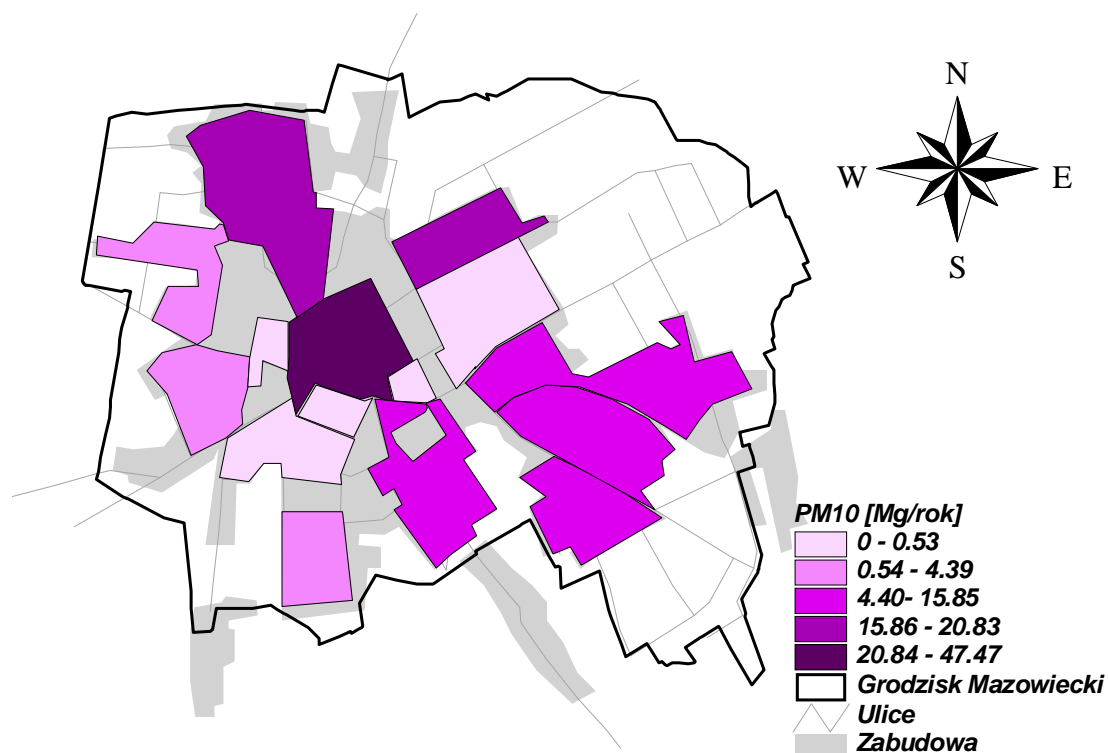 N
W E
S
PM10 [Mg/rok]
0 - 0.53
0.54 - 4.39
4.40- 15.85
15.86 - 20.83
20.84 - 47.47
Grodzisk Mazowiecki
Ulice
Zabudowa